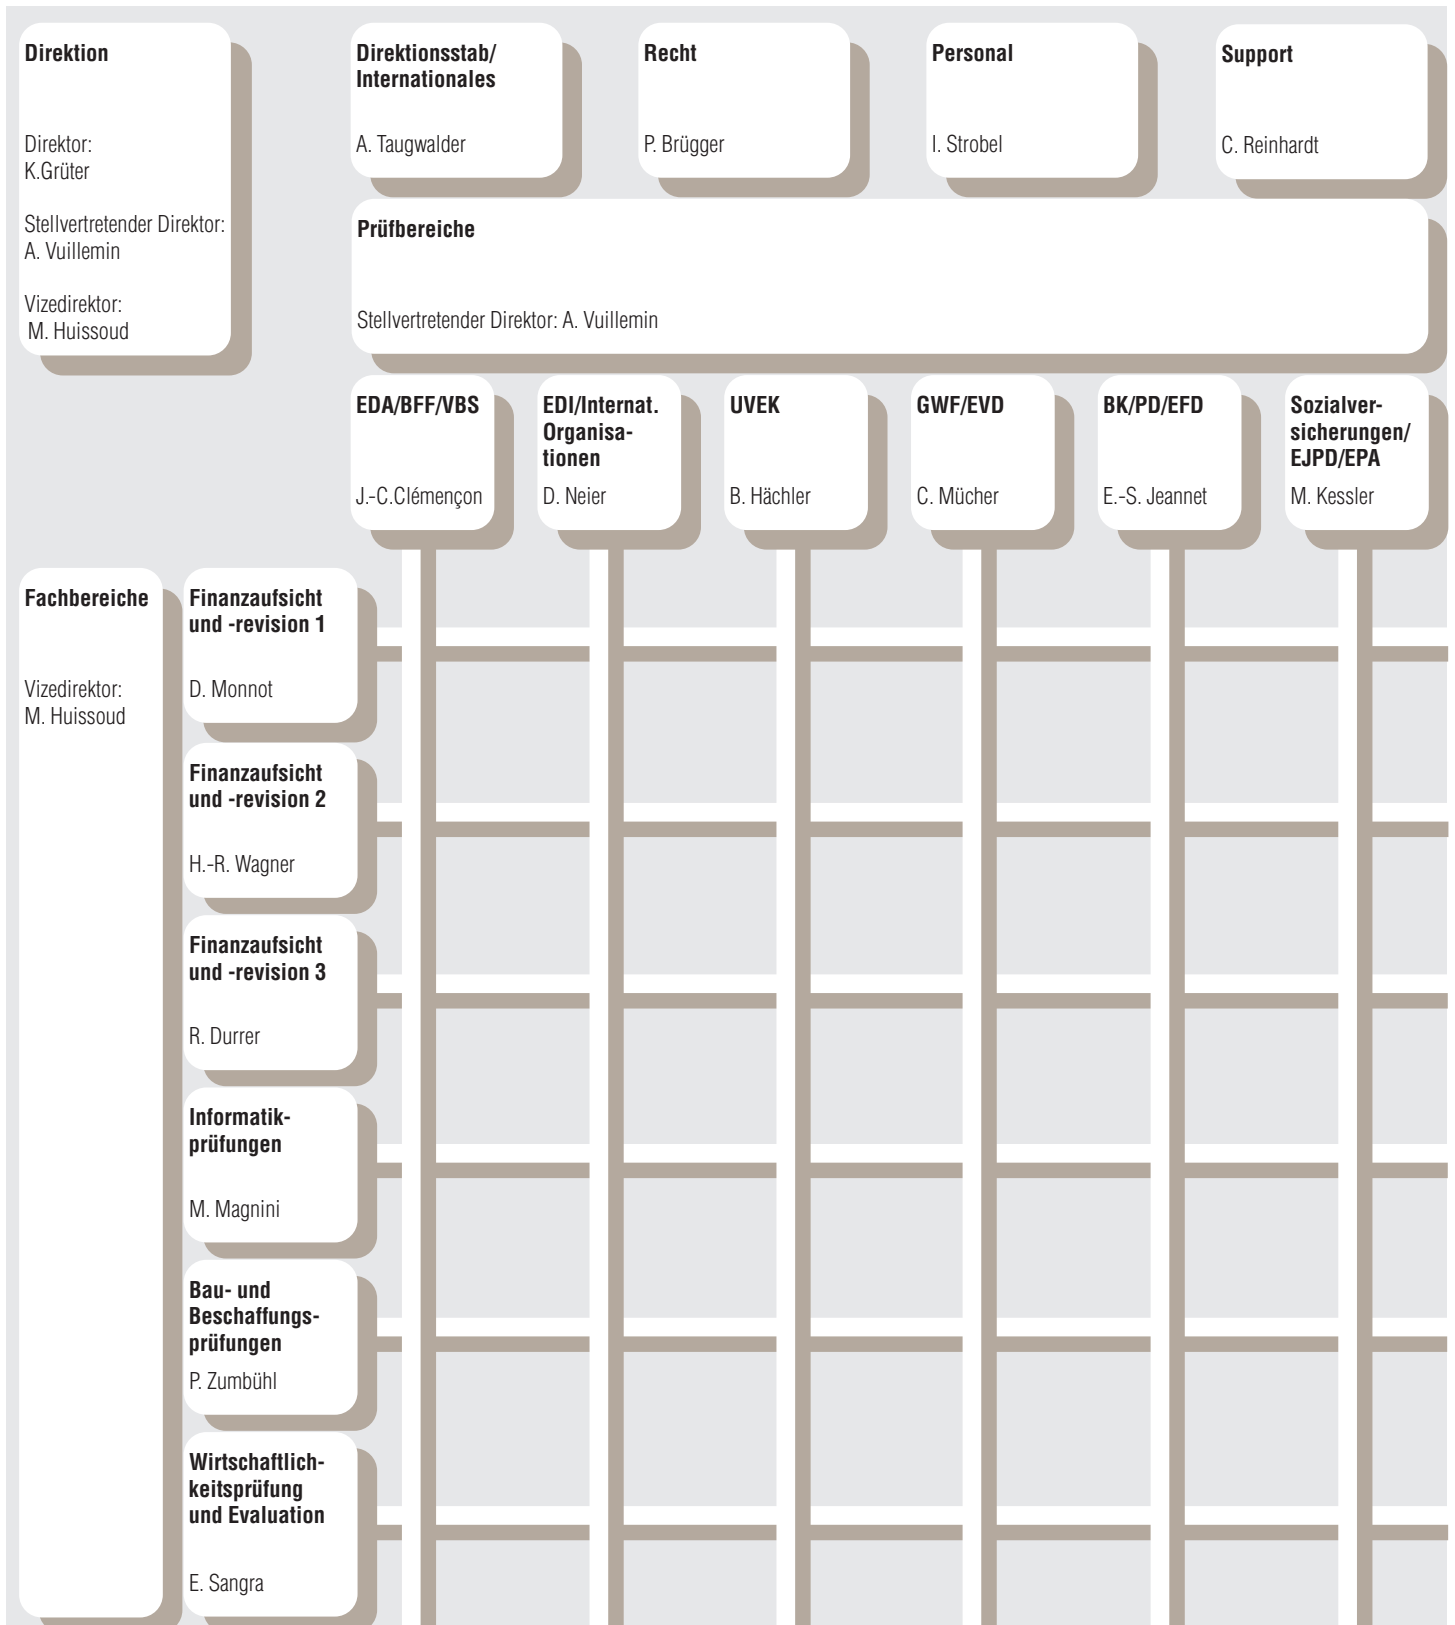 Direktion
Direktor:
K.Grüter
Stellvertretender Direktor:
A. Vuillemin
Vizedirektor:
M. Huissoud
Direktionsstab/
Internationales
A. Taugwalder
Recht
P. Brügger
Personal
I. Strobel
Support
C. Reinhardt
Prüfbereiche
Stellvertretender Direktor: A. Vuillemin
EDA/BFF/VBS
J.-C.Clémençon
EDI/Internat.
Organisa-
tionen
D. Neier
UVEK
B. Hächler
GWF/EVD
C. Mücher
BK/PD/EFD
E.-S. Jeannet
Sozialver-
sicherungen/
EJPD/EPA
M. Kessler
Fachbereiche
Vizedirektor:
M. Huissoud
Finanzaufsicht
und -revision 1
D. Monnot
Finanzaufsicht
und -revision 2
H.-R. Wagner
Finanzaufsicht
und -revision 3
R. Durrer
Informatik-
prüfungen
M. Magnini
Bau- und
Beschaffungs-
prüfungen
P. Zumbühl
Wirtschaftlich-
keitsprüfung
und Evaluation
E. Sangra